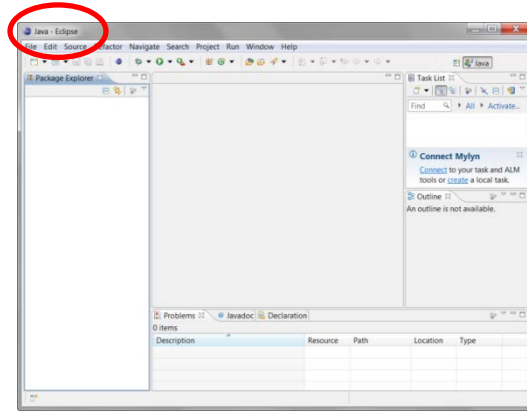 Java - Eclipse
File Edit Source Refactor Navigate Search Project Run Window Help
Java
Package Explorer
Task List
Find All Activate...
Connect Mylyn
Connect to your task and ALM
tools or create a local task.
Outline
An outline is not available.
Problems Javadoc Declaration
0 items
Description Resource Path Location Type